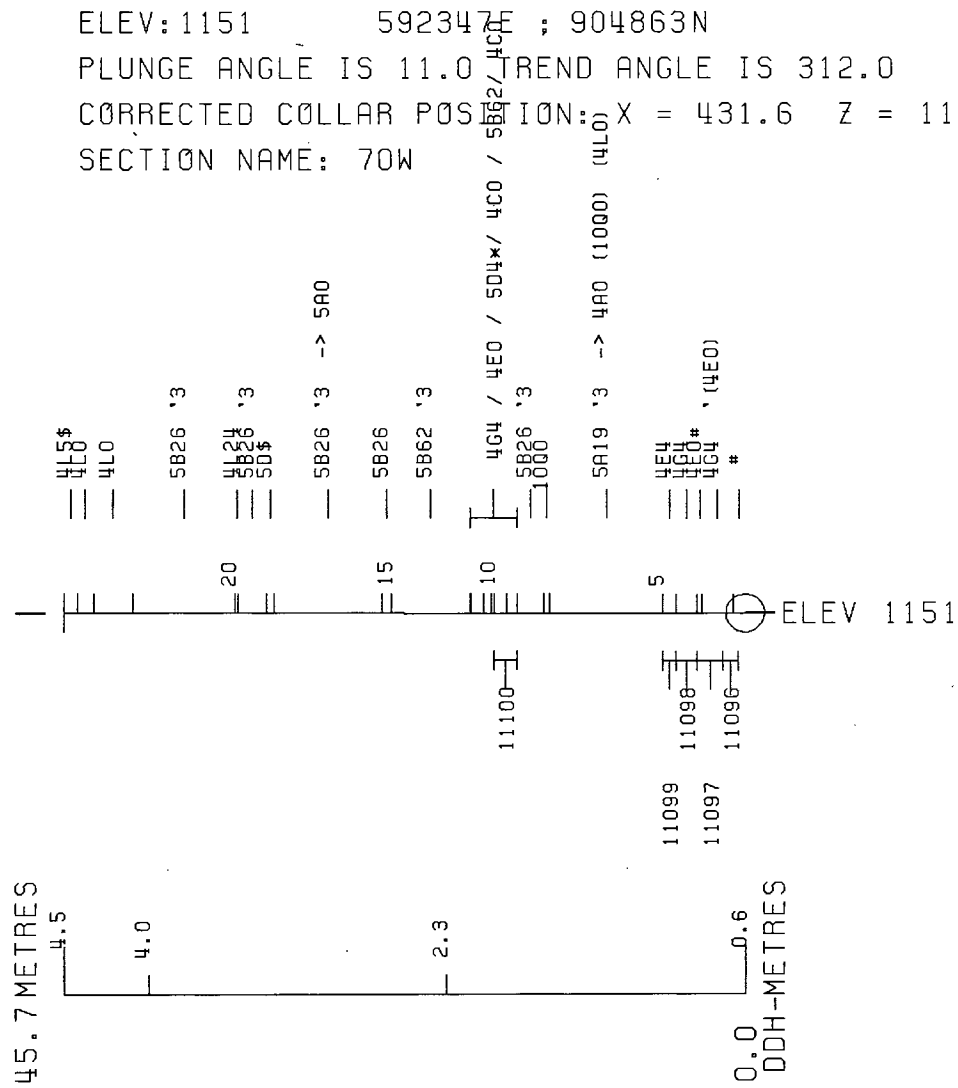 ELEV: 1151 592347E ; 904863N
PLUNGE ANGLE IS 11.0 TREND ANGLE IS 312.0
CORRECTED COLLAR POSITION: X = 431.6 Z = 11
SECTION NAME: 70W
4L5$
4E0
4L0
5B26 '3
4L24
5B26 '3
5D$
5B26 '3 -> 5A0
5B26
5B62 '3
4G4 / 4E0 / 5D4*/ 4C0 / 5B62/ 4C0
5B26 '3
10Q0
5A19 '3 -> 4A0 (10Q0) (4L0)
4E4
4G4
4E0#
4G4 '(4E0)
#
20
15
10
5
ELEV 1151
11100
11098
11096
11099
11097
45.7 METRES
4.5
4.0
2.3
0.6
0.0
DDH-METRES